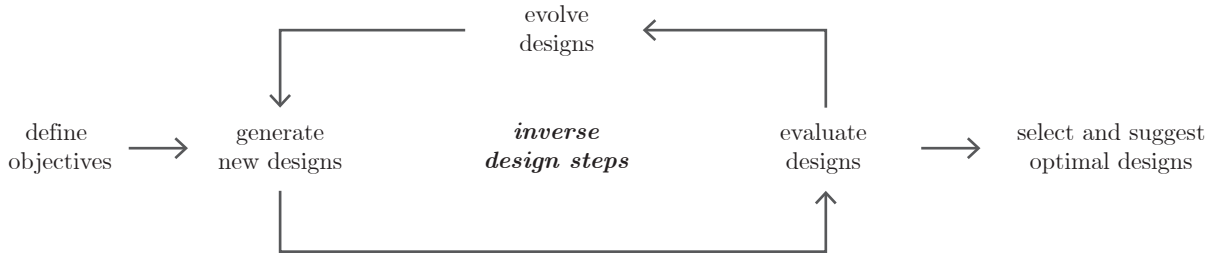 evolve
designs
define
objectives
generate
new designs
inverse
design steps
evaluate
designs
select and suggest
optimal designs